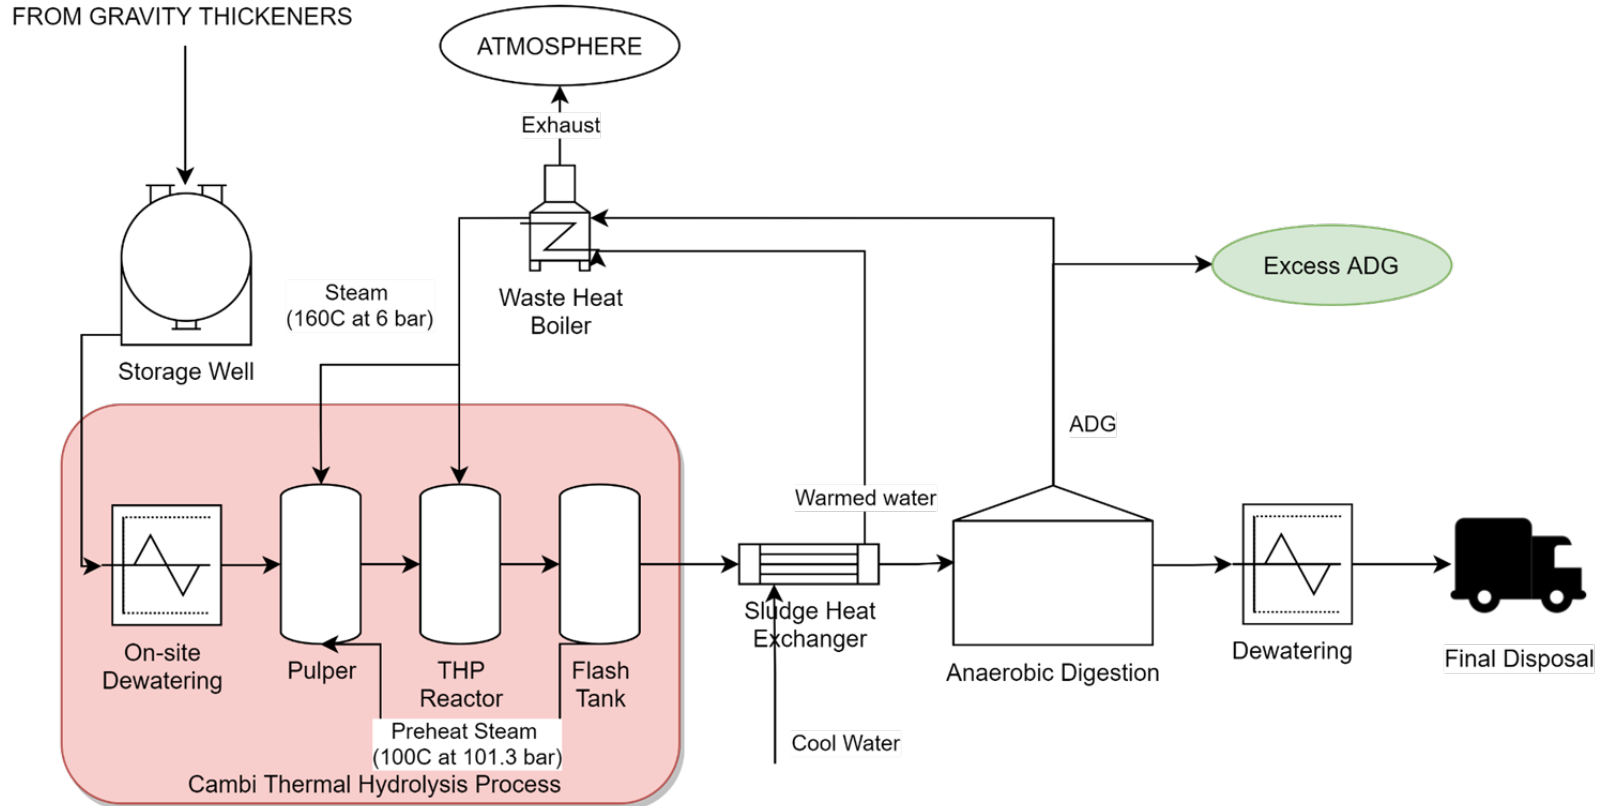 FROM GRAVITY THICKENERS
ATMOSPHERE
Exhaust
Excess ADG
Waste Heat
Boiler
Steam
(160C at 6 bar)
Storage Well
ADG
Warmed water
Sludge Heat
Exchanger
On-site
Dewatering
Pulper
THP
Reactor
Flash
Tank
Anaerobic Digestion
Dewatering
Final Disposal
Preheat Steam
(100C at 101.3 bar)
Cool Water
Cambi Thermal Hydrolysis Process